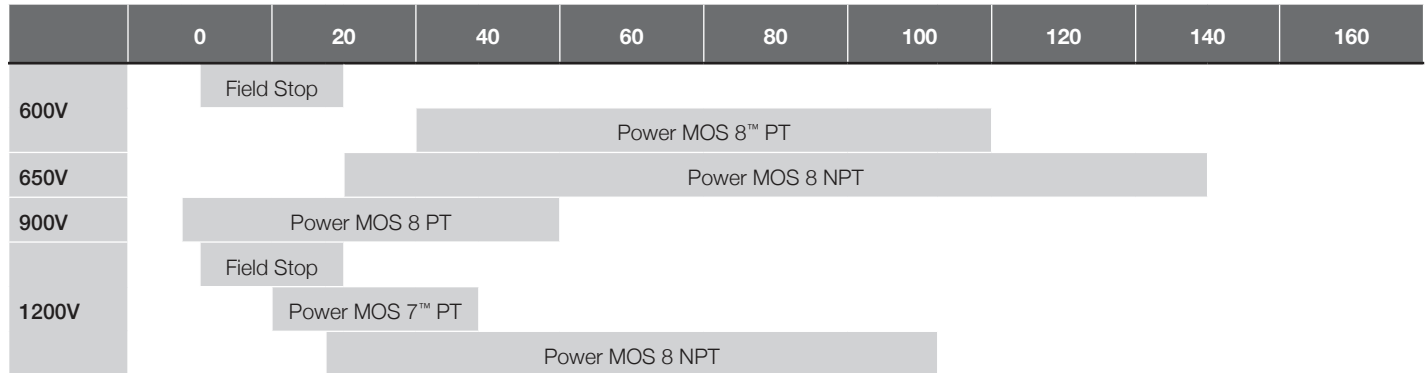 0 20 40 60 80 100 120 140 160
600V
Field Stop
Power MOS 8™ PT
650V Power MOS 8 NPT
900V Power MOS 8 PT
1200V
Field Stop
Power MOS 7™ PT
Power MOS 8 NPT